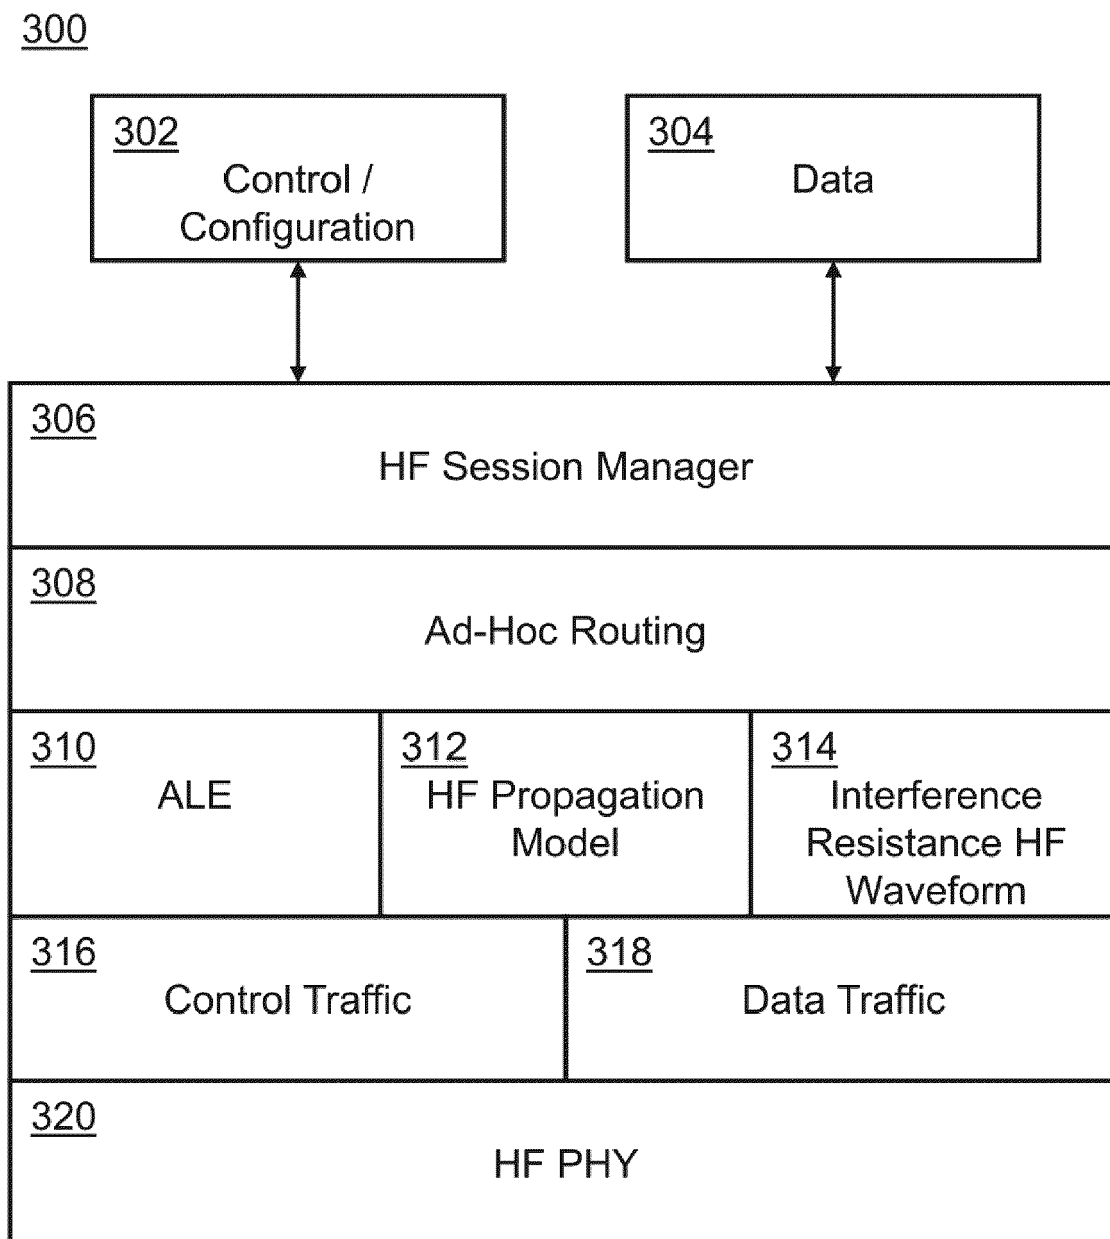 300
302
Control /
Configuration
304
Data
306
HF Session Manager
308
Ad-Hoc Routing
310
ALE
312
HF Propagation
Model
314
Interference
Resistance HF
Waveform
316
Control Traffic
318
Data Traffic
320
HF PHY